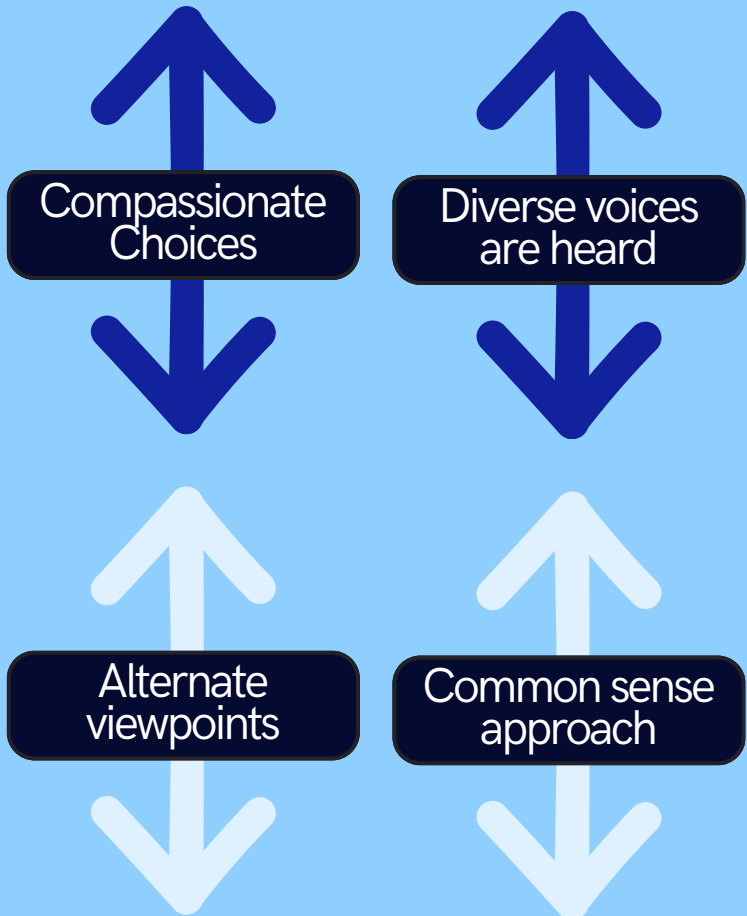 Compassionate
Choices
Diverse voices
are heard
Alternate
viewpoints
Common sense
approach